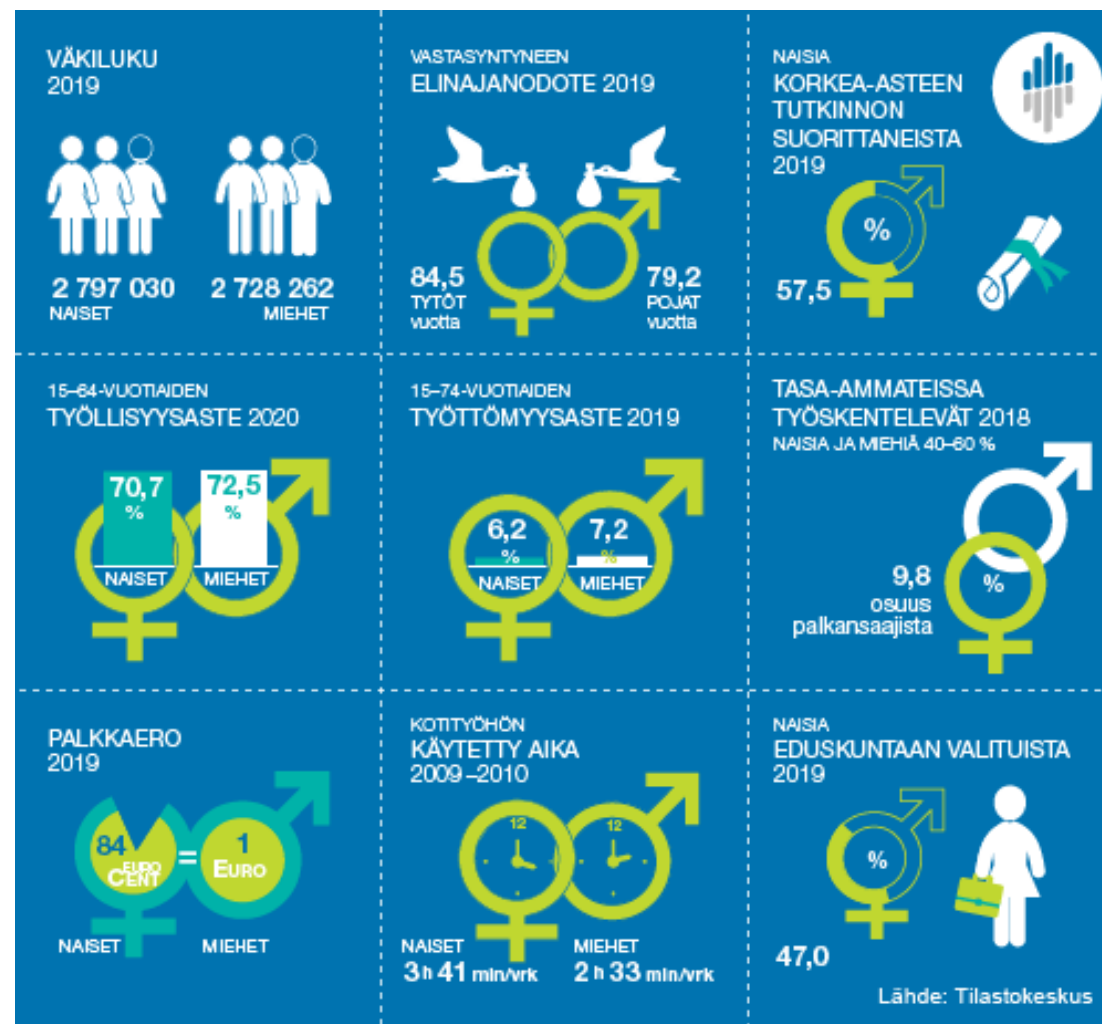 VÄKILUKU
2019
2 797 030
NAISET
2 728 262
MIEHET
VASTASYNTYNEEN
ELINAJANODOTE 2019
84,5
TYTÖT
vuotta
79,2
POJAT
vuotta
NAISIA
KORKEA-ASTEEN
TUTKINNON
SUORITTANEISTA
2019
%
57,5
15–64-VUOTIAIDEN
TYÖLLISYYSASTE 2020
70,7
%
NAISET
72,5
%
MIEHET
15–74-VUOTIAIDEN
TYÖTTÖMYYSASTE 2019
6,2
%
NAISET
7,2
%
MIEHET
TASA-AMMATEISSA
TYÖSKENTELEVÄT 2018
NAISIA JA MIEHIÄ 40–60 %
%
9,8
osuus
palkansaajista
PALKKAERO
2019
84
EURO
CENT
=
1
EURO
NAISET
MIEHET
KOTITYÖHÖN
KÄYTETTY AIKA
2009–2010
12
12
NAISET
3 h 41 min/vrk
MIEHET
2 h 33 min/vrk
NAISIA
EDUSKUNTAAN VALITUISTA
2019
%
47,0
Lähde: Tilastokeskus